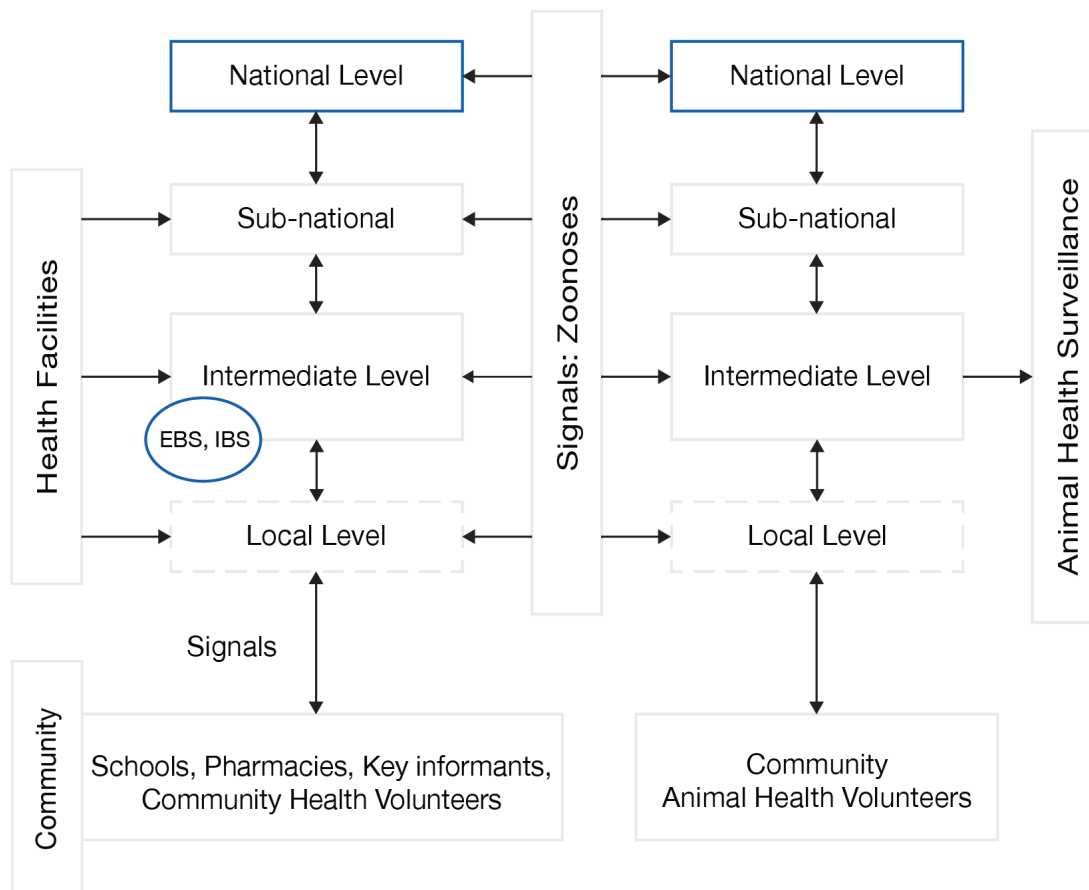 National Level
National Level
Sub-national
Sub-national
Health Facilities
Signals: Zoonoses
Animal Health Surveillance
Intermediate Level
Intermediate Level
EBS, IBS
Local Level
Local Level
Signals
Community
Schools, Pharmacies, Key informants,
Community Health Volunteers
Community
Animal Health Volunteers